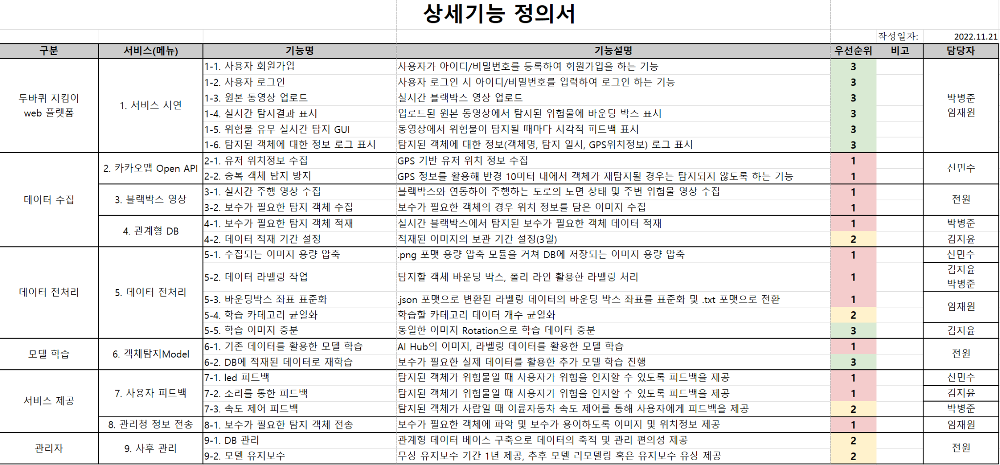 상세기능 정의서
작성일자: 2022.11.21
구분 서비스(메뉴) 기능명 기능설명 우선순위 비고 담당자
두바퀴 지킴이
web 플랫폼
1. 서비스 시연
1-1. 사용자 회원가입 사용자가 아이디/비밀번호를 등록하여 회원가입을 하는 기능 3
1-2. 사용자 로그인 사용자 로그인 시 아이디/비밀번호를 입력하여 로그인 하는 기능 3
1-3. 원본 동영상 업로드 실시간 블랙박스 영상 업로드 3
1-4. 실시간 탐지결과 표시 업로드된 원본 동영상에서 탐지된 위험물에 바운딩 박스 표시 3
1-5. 위험물 유무 실시간 탐지 GUI 동영상에서 위험물이 탐지될 때마다 시각적 피드백 표시 3
1-6. 탐지된 객체에 대한 정보 로그 표시 탐지된 객체에 대한 정보(객체명, 탐지 일시, GPS위치정보) 로그 표시 3
박병준
임재원
데이터 수집
2. 카카오맵 Open API
2-1. 유저 위치정보 수집 GPS 기반 유저 위치 정보 수집 1
2-2. 중복 객체 탐지 방지 GPS 정보를 활용해 반경 10미터 내에서 객체가 재탐지될 경우는 탐지되지 않도록 하는 기능 1
신민수
3. 블랙박스 영상
3-1. 실시간 주행 영상 수집 블랙박스와 연동하여 주행하는 도로의 노면 상태 및 주변 위험물 영상 수집 1
3-2. 보수가 필요한 탐지 객체 수집 보수가 필요한 객체의 경우 위치 정보를 담은 이미지 수집 1
전원
4. 관계형 DB
4-1. 보수가 필요한 탐지 객체 적재 실시간 블랙박스에서 탐지된 보수가 필요한 객체 데이터 적재 1 박병준
4-2. 데이터 적재 기간 설정 적재된 이미지의 보관 기간 설정(3일) 2 김지윤
데이터 전처리
5. 데이터 전처리
5-1. 수집되는 이미지 용량 압축 .png 포맷 용량 압축 모듈을 거쳐 DB에 저장되는 이미지 용량 압축 1 신민수
5-2. 데이터 라벨링 작업 탐지할 객체 바운딩 박스, 폴리 라인 활용한 라벨링 처리 1
김지윤
박병준
5-3. 바운딩박스 좌표 표준화 .json 포맷으로 변환된 라벨링 데이터의 바운딩 박스 좌표를 표준화 및 .txt 포맷으로 전환 1
5-4. 학습 카테고리 균일화 학습할 카테고리 데이터 개수 균일화 2
임재원
5-5. 학습 이미지 증분 동일한 이미지 Rotation으로 학습 데이터 증분 3 김지윤
모델 학습
6. 객체탐지Model
6-1. 기존 데이터를 활용한 모델 학습 AI Hub의 이미지, 라벨링 데이터를 활용한 모델 학습 1
6-2. DB에 적재된 데이터로 재학습 보수가 필요한 실제 데이터를 활용한 추가 모델 학습 진행 3
전원
서비스 제공
7. 사용자 피드백
7-1. led 피드백 탐지된 객체가 위험물일 때 사용자가 위험을 인지할 수 있도록 피드백을 제공 1 신민수
7-2. 소리를 통한 피드백 탐지된 객체가 위험물일 때 사용자가 위험을 인지할 수 있도록 피드백을 제공 1 김지윤
7-3. 속도 제어 피드백 탐지된 객체가 사람일 때 이륜자동차 속도 제어를 통해 사용자에게 피드백을 제공 2 박병준
8. 관리청 정보 전송 8-1. 보수가 필요한 탐지 객체 전송 보수가 필요한 객체에 파악 및 보수가 용이하도록 이미지 및 위치정보 제공 1 임재원
관리자
9. 사후 관리
9-1. DB 관리 관계형 데이터 베이스 구축으로 데이터의 축적 및 관리 편의성 제공 2
9-2. 모델 유지보수 무상 유지보수 기간 1년 제공, 추후 모델 리모델링 혹은 유지보수 유상 제공 2
전원